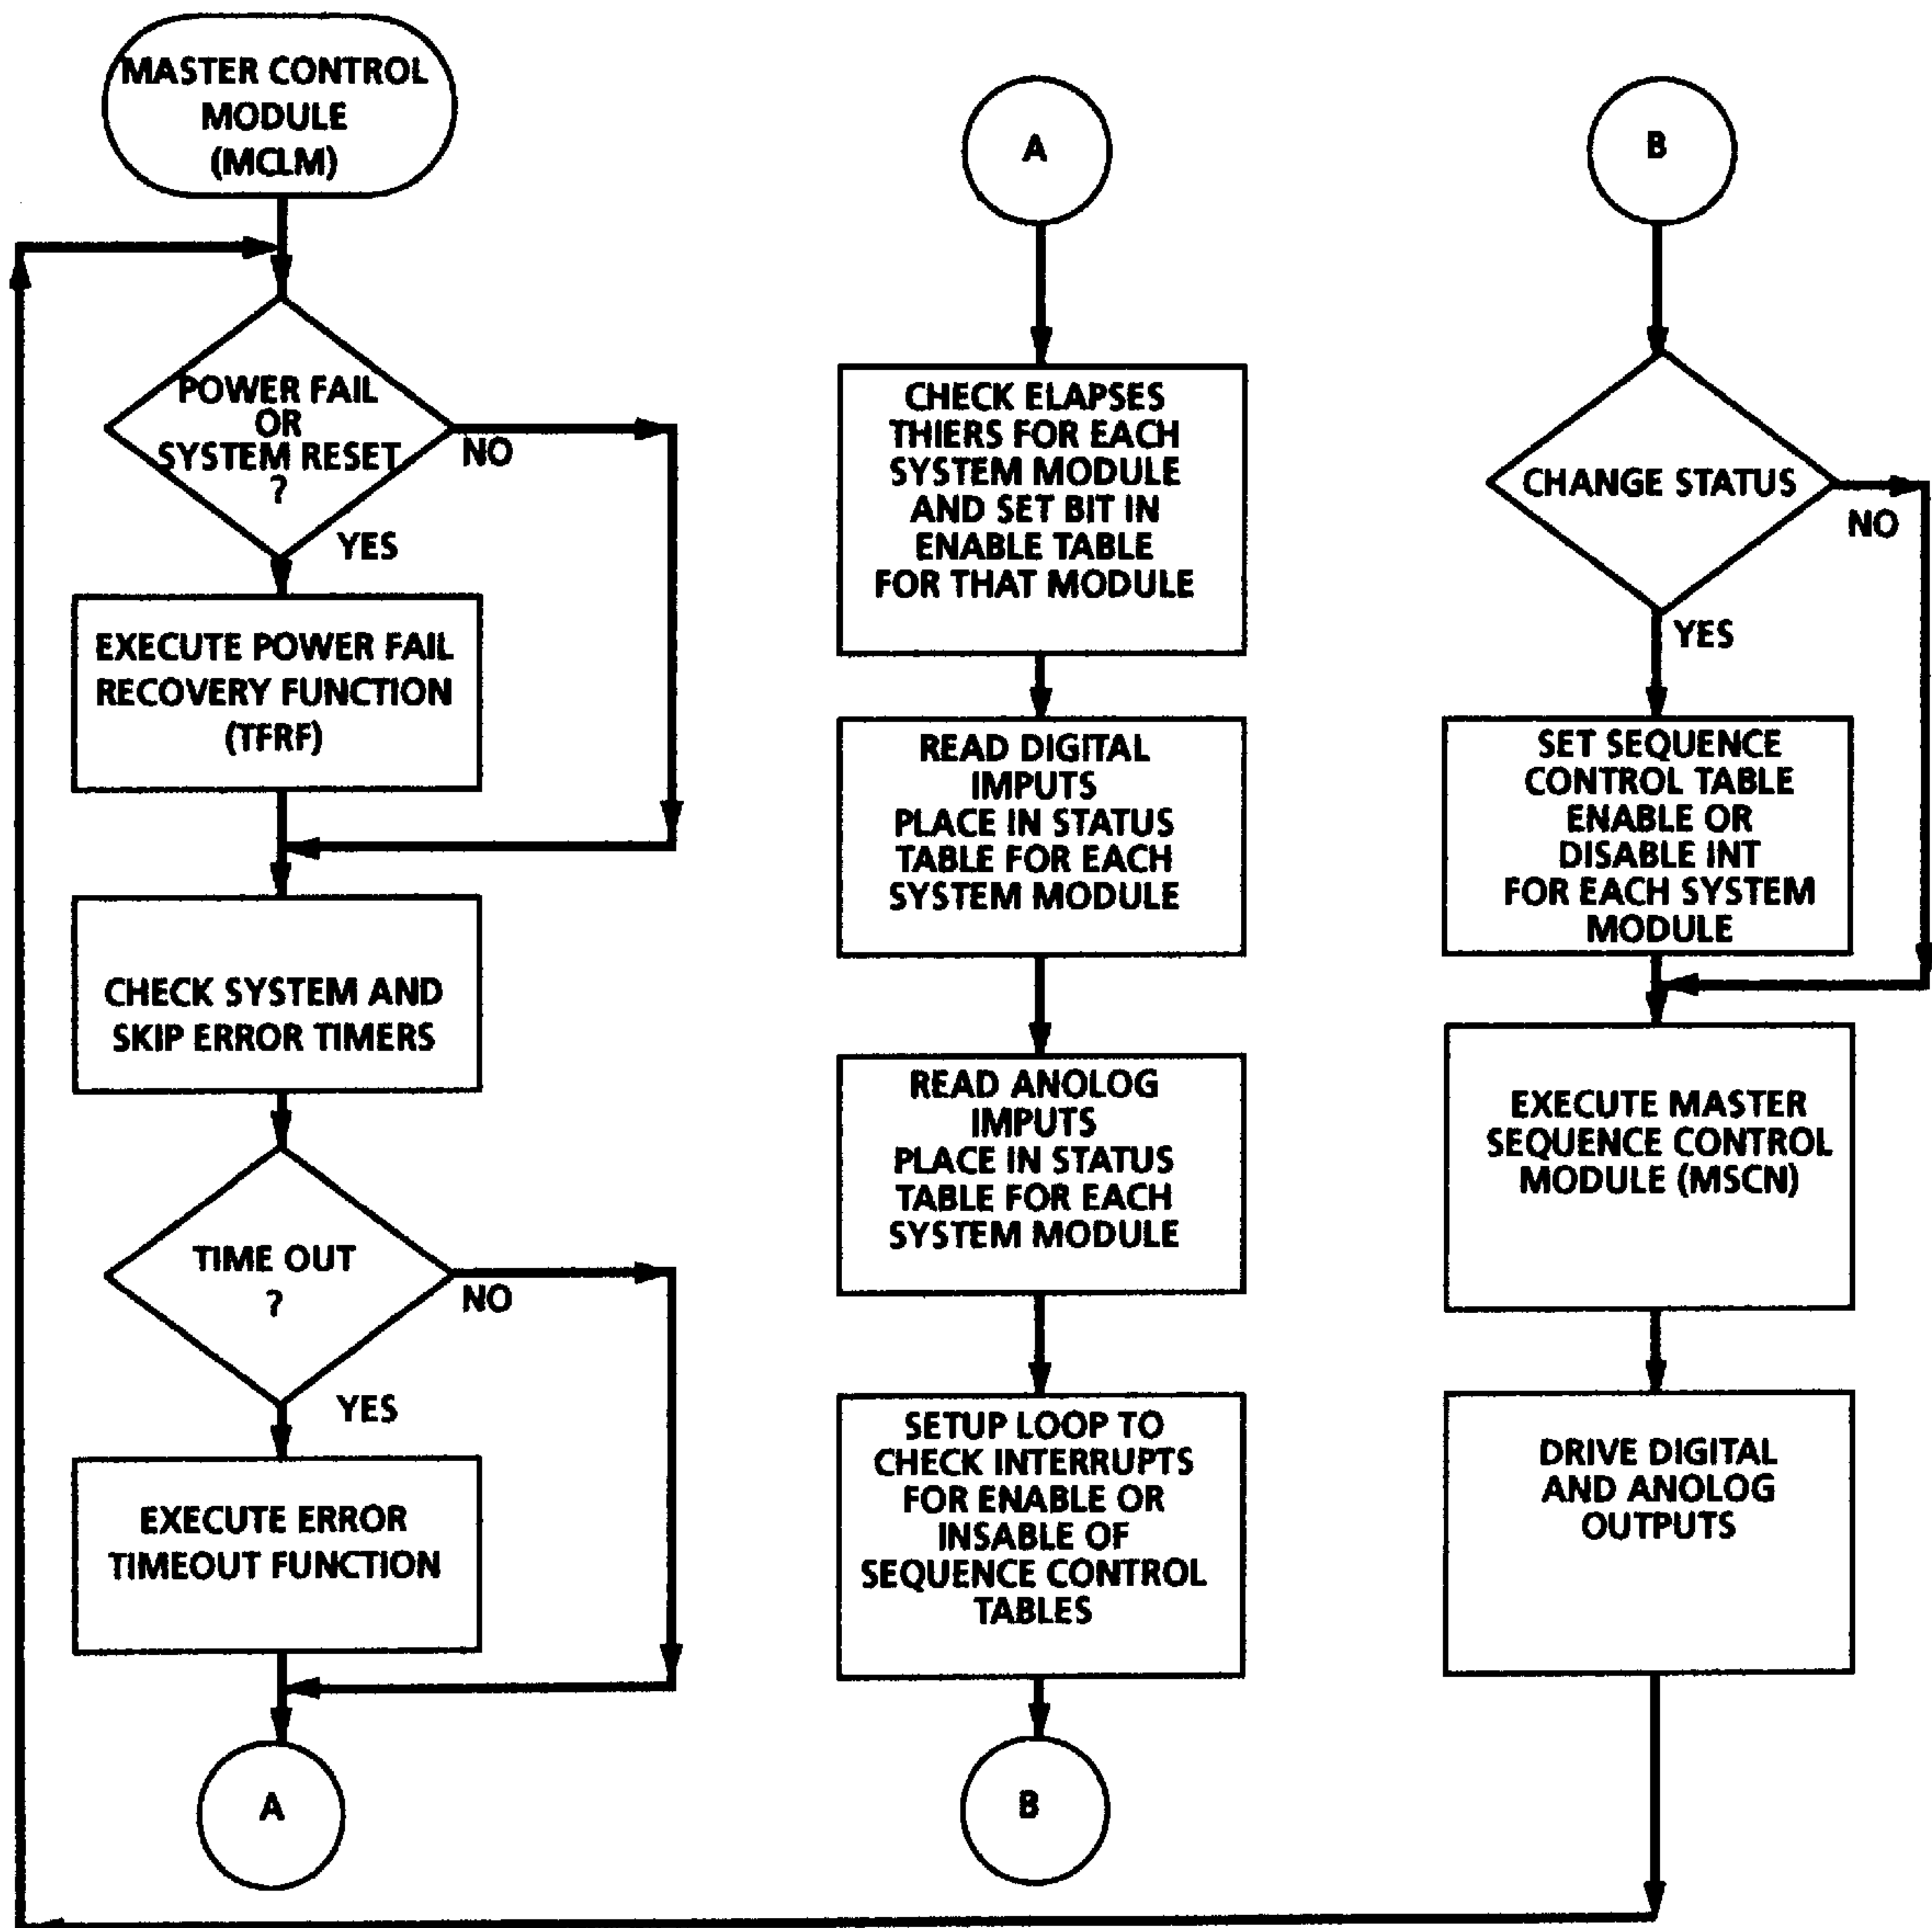 MASTER CONTROL
MODULE
(MCLM)
POWER FAIL
OR
SYSTEM RESET
?
NO
YES
EXECUTE POWER FAIL
RECOVERY FUNCTION
(TFRF)
CHECK SYSTEM AND
SKIP ERROR TIMERS
TIME OUT
?
NO
YES
EXECUTE ERROR
TIMEOUT FUNCTION
A
A
CHECK ELAPSES
THIERS FOR EACH
SYSTEM MODULE
AND SET BIT IN
ENABLE TABLE
FOR THAT MODULE
READ DIGITAL
IMPUTS
PLACE IN STATUS
TABLE FOR EACH
SYSTEM MODULE
READ ANOLOG
IMPUTS
PLACE IN STATUS
TABLE FOR EACH
SYSTEM MODULE
SETUP LOOP TO
CHECK INTERRUPTS
FOR ENABLE OR
INSABLE OF
SEQUENCE CONTROL
TABLES
B
B
CHANGE STATUS
NO
YES
SET SEQUENCE
CONTROL TABLE
ENABLE OR
DISABLE INT
FOR EACH SYSTEM
MODULE
EXECUTE MASTER
SEQUENCE CONTROL
MODULE (MSCN)
DRIVE DIGITAL
AND ANOLOG
OUTPUTS